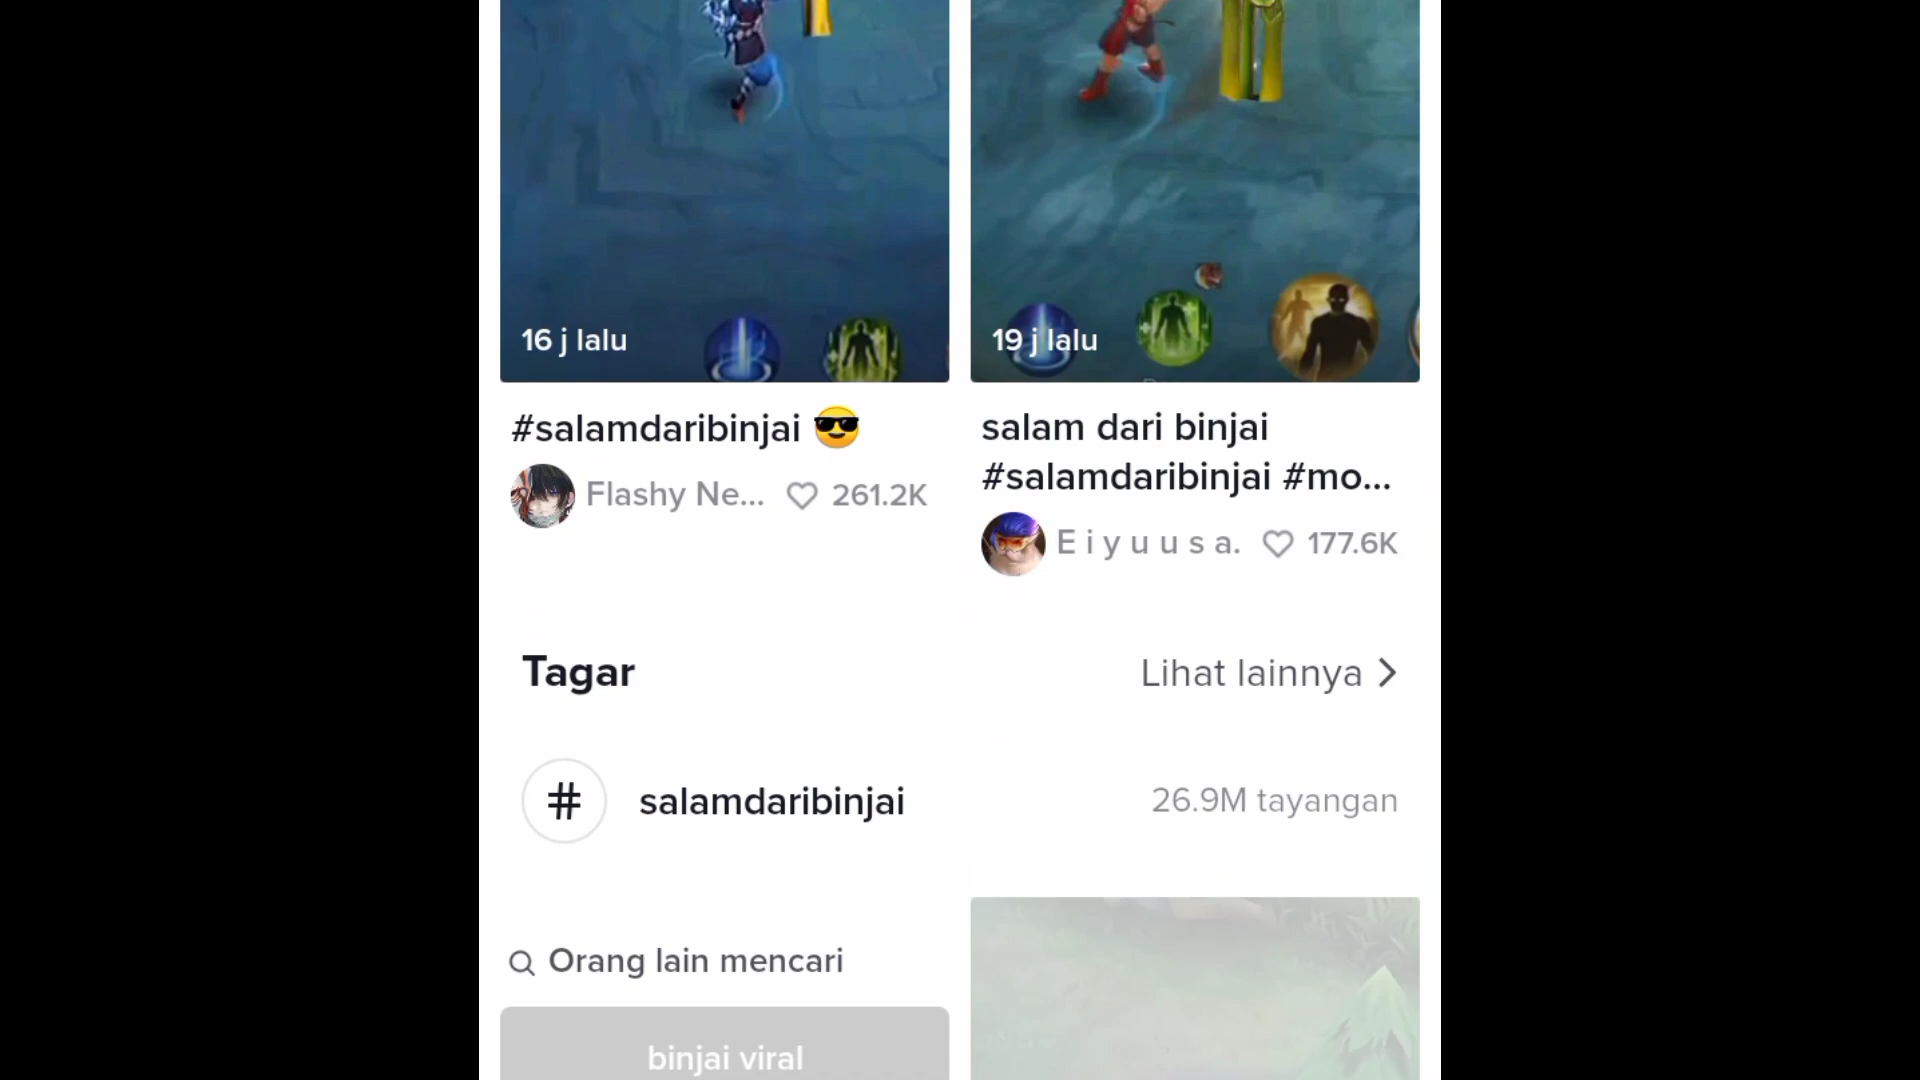 16 j lalu
19 j lalu
#salamdaribinjai 😎
Flashy Ne... 261.2K
salam dari binjai
#salamdaribinjai #mo...
E i y u u s a. 177.6K
Tagar
Lihat lainnya >
# salamdaribinjai
26.9M tayangan
Orang lain mencari
binjai viral